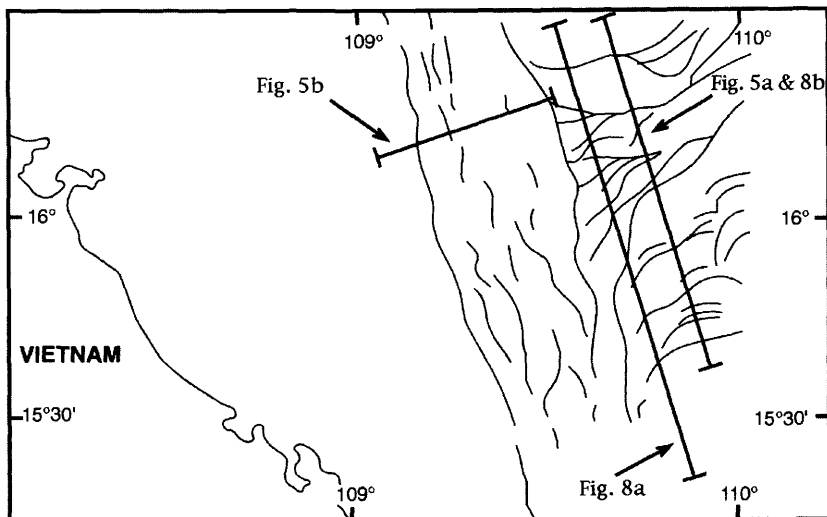 109°
110°
Fig. 5b
Fig. 5a & 8b
16°
16°
VIETNAM
15°30'
15°30'
Fig. 8a
109°
110°